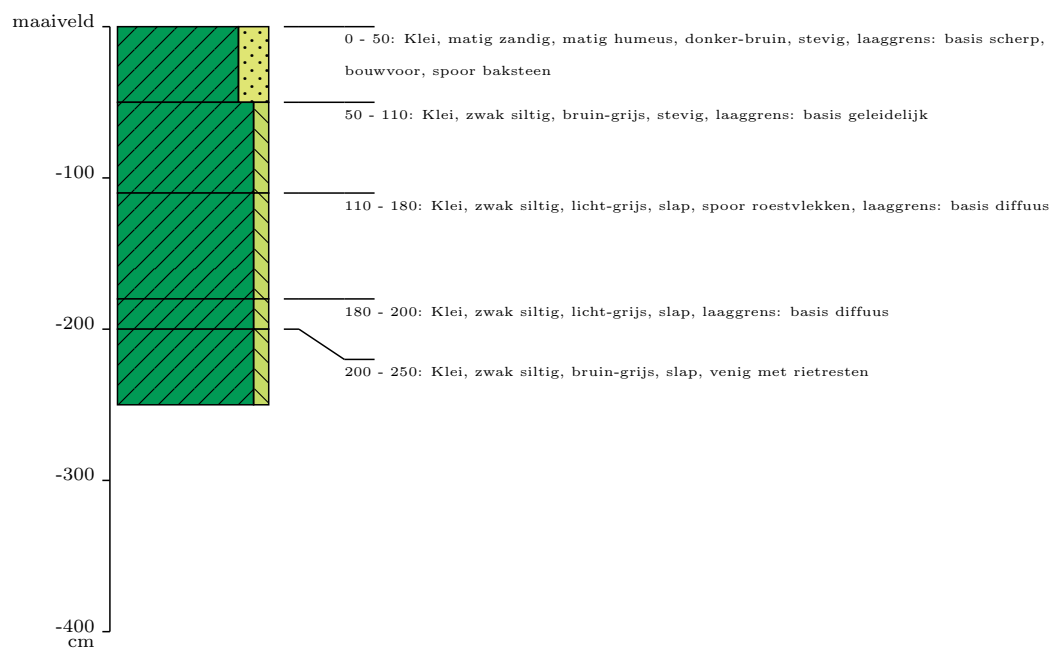 maaiveld
0 - 50: Klei, matig zandig, matig humeus, donker-bruin, stevig, laaggrens: basis scherp,
bouwvoor, spoor baksteen
50 - 110: Klei, zwak siltig, bruin-grijs, stevig, laaggrens: basis geleidelijk
-100
110 - 180: Klei, zwak siltig, licht-grijs, slap, spoor roestvlekken, laaggrens: basis diffuus
180 - 200: Klei, zwak siltig, licht-grijs, slap, laaggrens: basis diffuus
-200
200 - 250: Klei, zwak siltig, bruin-grijs, slap, venig met rietresten
-300
-400
cm